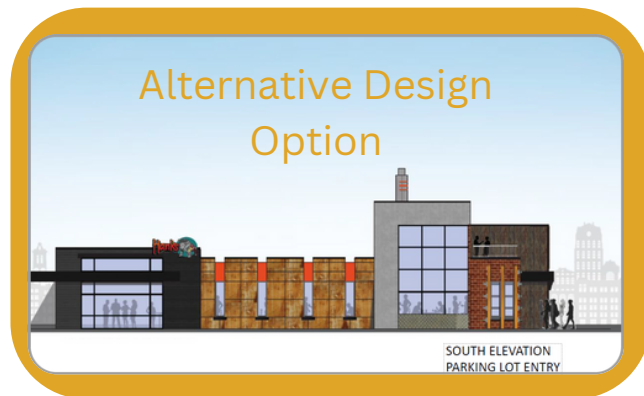 Alternative Design
Option
SOUTH ELEVATION
PARKING LOT ENTRY